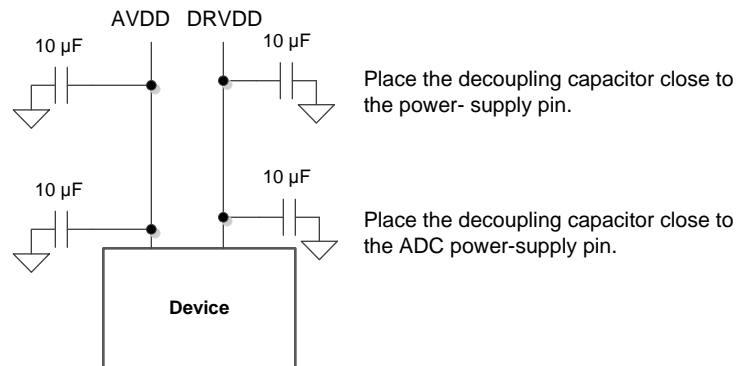 AVDD DRVDD
10 µF 10 µF
Place the decoupling capacitor close to
the power- supply pin.
10 µF 10 µF
Place the decoupling capacitor close to
the ADC power-supply pin.
Device